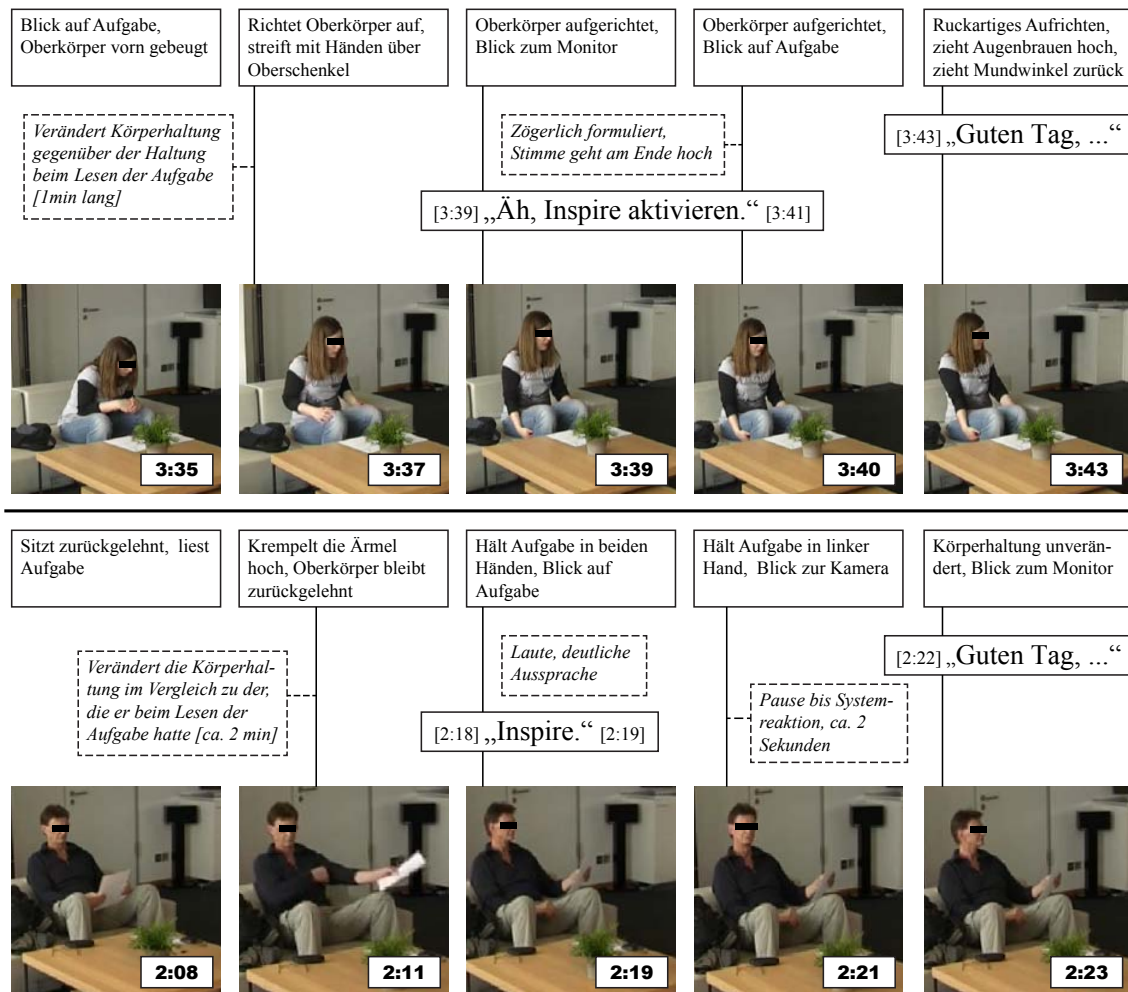 Blick auf Aufgabe,
Oberkörper vorn gebeugt
Richtet Oberkörper auf,
streift mit Händen über
Oberschenkel
Oberkörper aufgerichtet,
Blick zum Monitor
Oberkörper aufgerichtet,
Blick auf Aufgabe
Ruckartiges Aufrichten,
zieht Augenbrauen hoch,
zieht Mundwinkel zurück
Verändert Körperhaltung
gegenüber der Haltung
beim Lesen der Aufgabe
[1min lang]
Zögerlich formuliert,
Stimme geht am Ende hoch
[3:43] „Guten Tag, ...“
[3:39] „Äh, Inspire aktivieren.“ [3:41]
3:35
3:37
3:39
3:40
3:43
Sitzt zurückgelehnt, liest
Aufgabe
Krempelt die Ärmel
hoch, Oberkörper bleibt
zurückgelehnt
Hält Aufgabe in beiden
Händen, Blick auf
Aufgabe
Hält Aufgabe in linker
Hand, Blick zur Kamera
Körperhaltung unverän-
dert, Blick zum Monitor
Verändert die Körperhal-
tung im Vergleich zu der,
die er beim Lesen der
Aufgabe hatte [ca. 2 min]
Laute, deutliche
Aussprache
[2:22] „Guten Tag, ...“
[2:18] „Inspire.“ [2:19]
Pause bis System-
reaktion, ca. 2
Sekunden
2:08
2:11
2:19
2:21
2:23